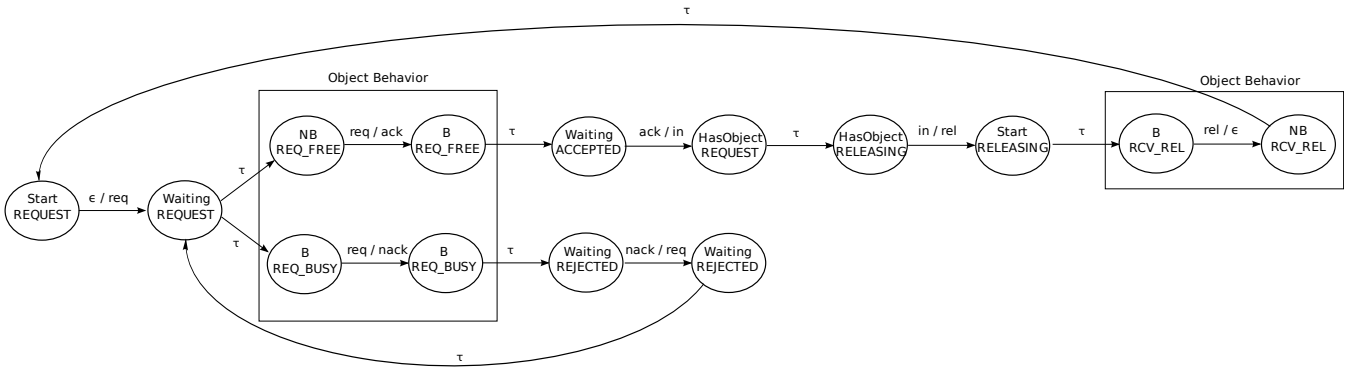 τ
Object Behavior
Object Behavior
NB
REQ_FREE
req / ack
B
REQ_FREE
τ
Waiting
ACCEPTED
ack / in
HasObject
REQUEST
τ
HasObject
RELEASING
in / rel
Start
RELEASING
τ
B
RCV_REL
rel / ϵ
NB
RCV_REL
τ
Start
REQUEST
ϵ / req
Waiting
REQUEST
τ
B
REQ_BUSY
req / nack
B
REQ_BUSY
τ
Waiting
REJECTED
nack / req
Waiting
REJECTED
τ